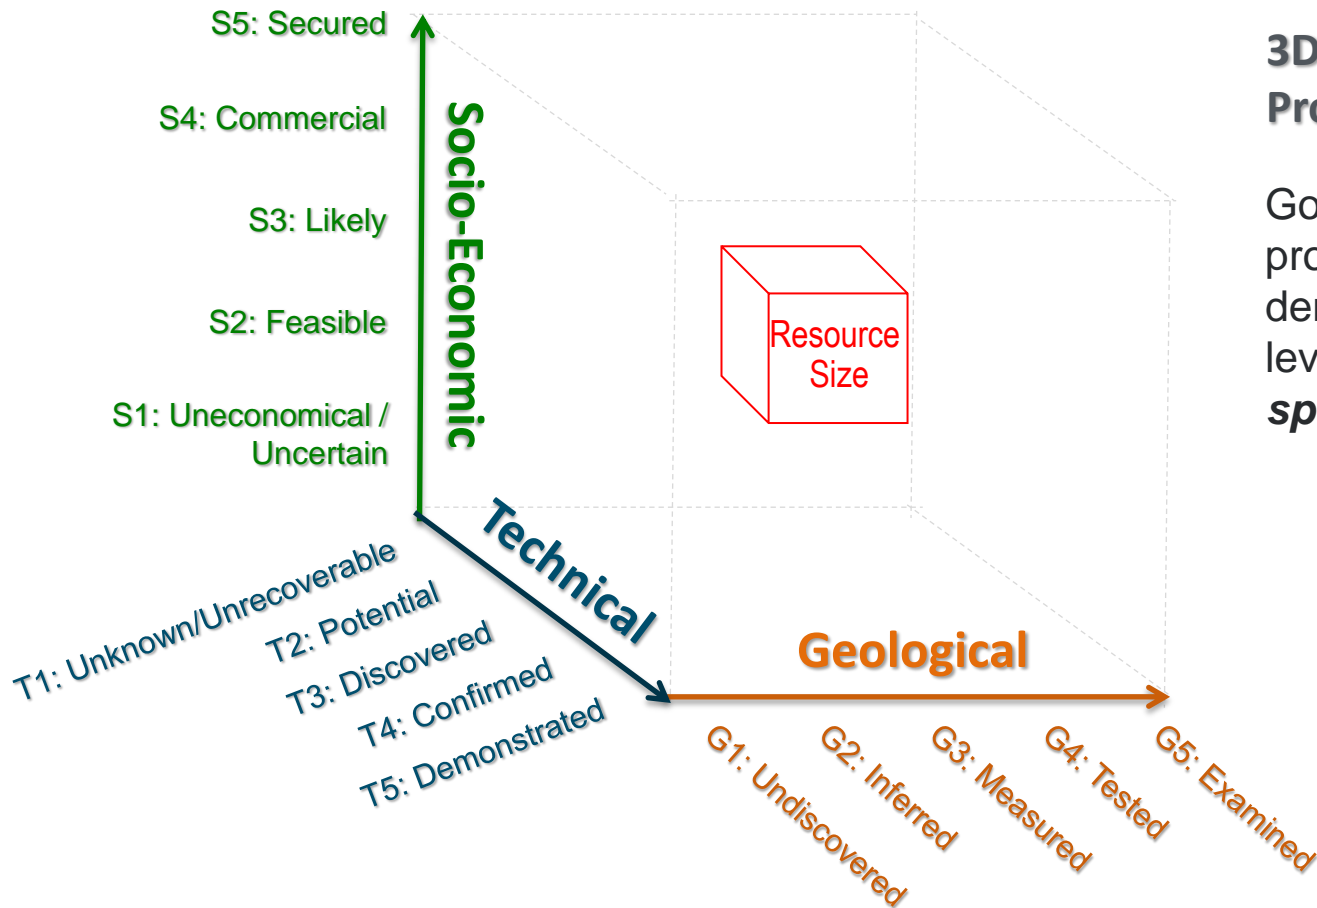 S5: Secured
S4: Commercial
S3: Likely
S2: Feasible
S1: Uneconomical /
Uncertain
Socio-Economic
Technical
T1: Unknown/Unrecoverable
T2: Potential
T3: Discovered
T4: Confirmed
T5: Demonstrated
Geological
G1: Undiscovered
G2: Inferred
G3: Measured
G4: Tested
G5: Examined
Resource
Size
3D